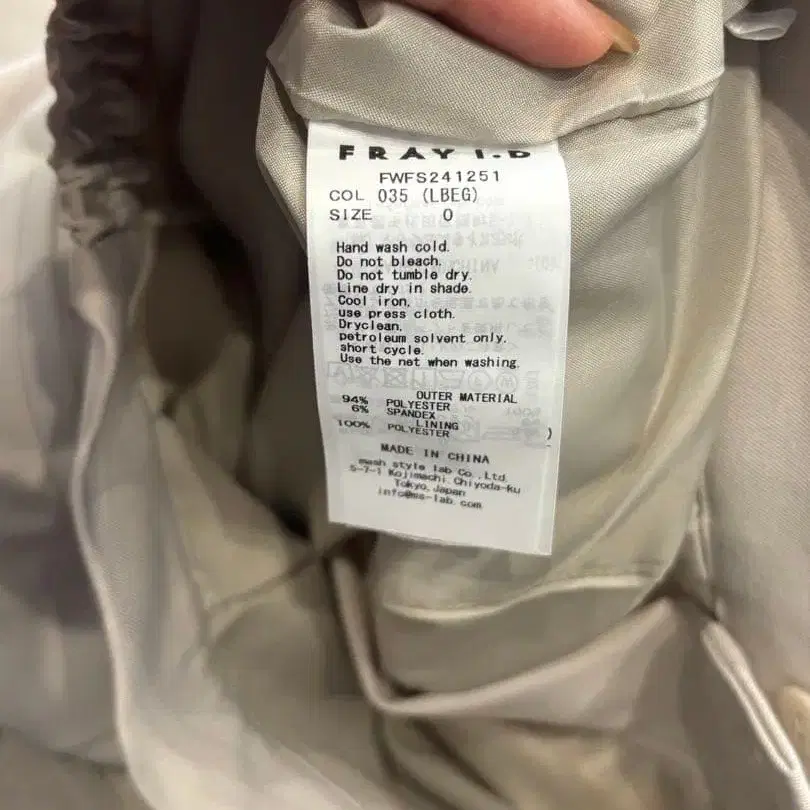 FRAY I.D
FWFS241251
COL 035 (LBEG)
SIZE 0
Hand wash cold.
Do not bleach.
Do not tumble dry.
Line dry in shade.
Cool iron.
use press cloth.
Dryclean.
petroleum solvent only.
short cycle.
Use the net when washing.
OUTER MATERIAL
94% POLYESTER
6% SPANDEX
LINING
100% POLYESTER
MADE IN CHINA
mash style lab Co.,Ltd.
5-7-1 Kojimachi Chiyoda-ku
Tokyo,Japan
info@ms-lab.com